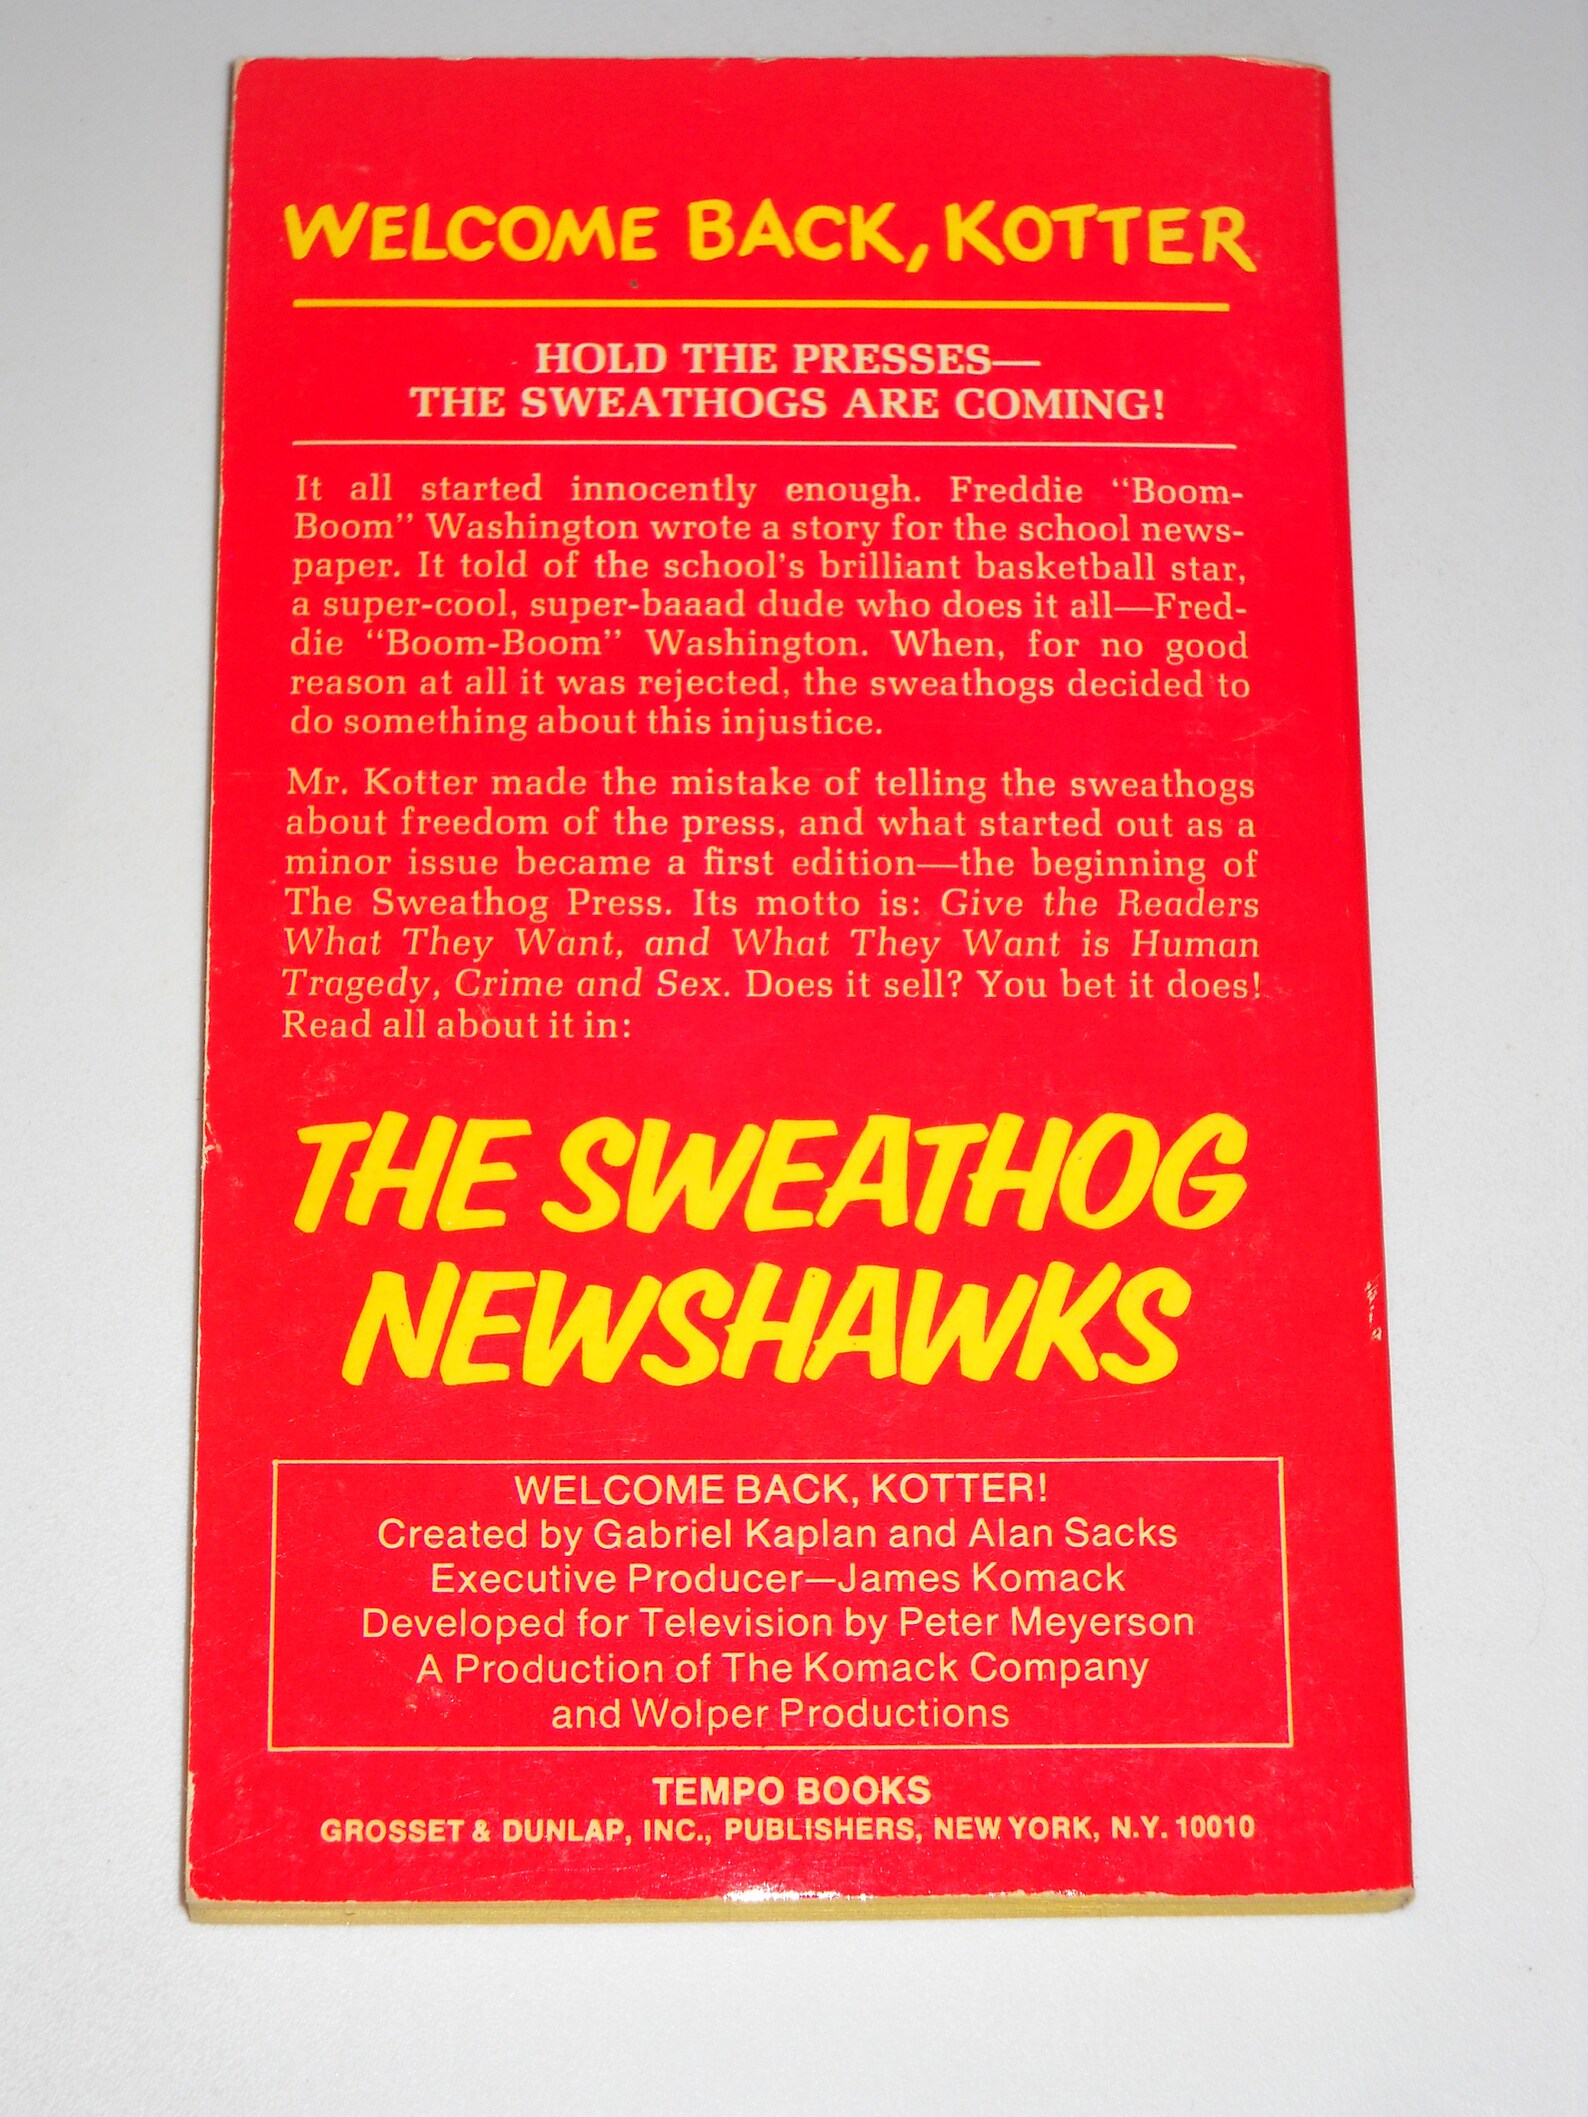 WELCOME BACK, KOTTER
HOLD THE PRESSES—
THE SWEATHOGS ARE COMING!
It all started innocently enough. Freddie "Boom-
Boom" Washington wrote a story for the school news-
paper. It told of the school's brilliant basketball star,
a super-cool, super-baaad dude who does it all—Fred-
die "Boom-Boom" Washington. When, for no good
reason at all it was rejected, the sweathogs decided to
do something about this injustice.
Mr. Kotter made the mistake of telling the sweathogs
about freedom of the press, and what started out as a
minor issue became a first edition—the beginning of
The Sweathog Press. Its motto is: Give the Readers
What They Want, and What They Want is Human
Tragedy, Crime and Sex. Does it sell? You bet it does!
Read all about it in:
THE SWEATHOG
NEWSHAWKS
WELCOME BACK, KOTTER!
Created by Gabriel Kaplan and Alan Sacks
Executive Producer—James Komack
Developed for Television by Peter Meyerson
A Production of The Komack Company
and Wolper Productions
TEMPO BOOKS
GROSSET & DUNLAP, INC., PUBLISHERS, NEW YORK, N.Y. 10010